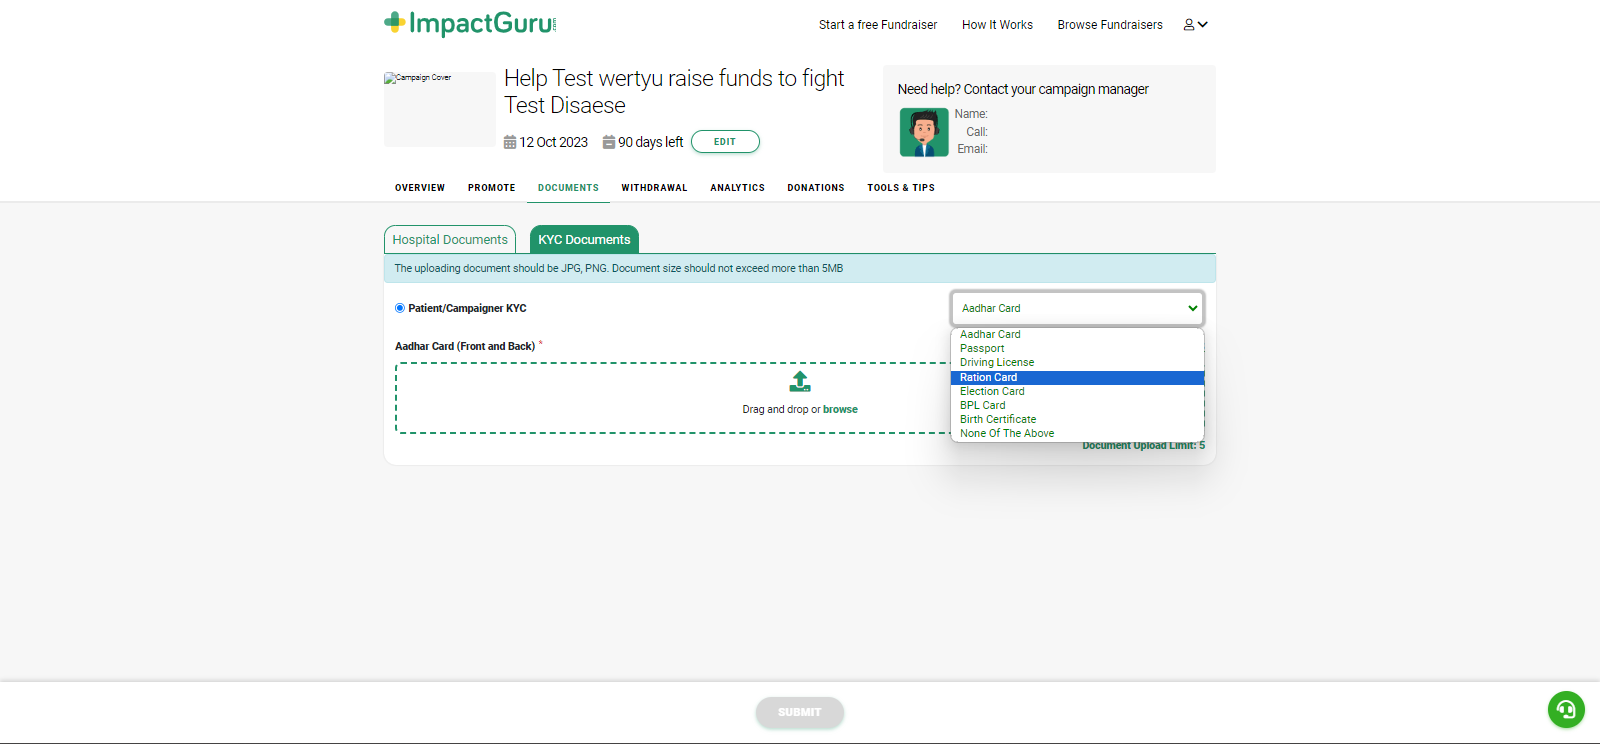 ImpactGuru.com
Start a free Fundraiser How It Works Browse Fundraisers
Campaign Cover
Help Test wertyu raise funds to fight
Test Disaese
12 Oct 2023 90 days left EDIT
Need help? Contact your campaign manager
Name:
Call:
Email:
OVERVIEW PROMOTE DOCUMENTS WITHDRAWAL ANALYTICS DONATIONS TOOLS & TIPS
Hospital Documents KYC Documents
The uploading document should be JPG, PNG. Document size should not exceed more than 5MB
Patient/Campaigner KYC
Aadhar Card
Aadhar Card
Passport
Driving License
Ration Card
Election Card
BPL Card
Birth Certificate
None Of The Above
Aadhar Card (Front and Back) *
Drag and drop or browse
Document Upload Limit: 5
SUBMIT